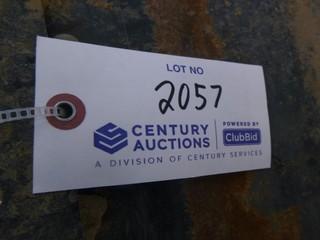 LOT NO
2057
CENTURY AUCTIONS
POWERED BY
ClubBid
A DIVISION OF CENTURY SERVICES